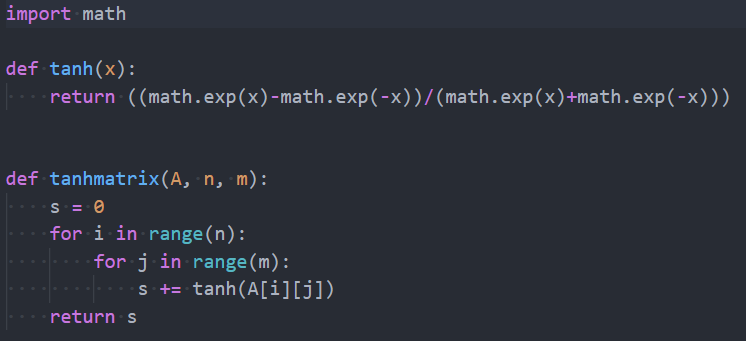 import math
def tanh(x):
    return ((math.exp(x)-math.exp(-x))/(math.exp(x)+math.exp(-x)))
def tanhmatrix(A, n, m):
    s = 0
    for i in range(n):
        for j in range(m):
            s += tanh(A[i][j])
    return s